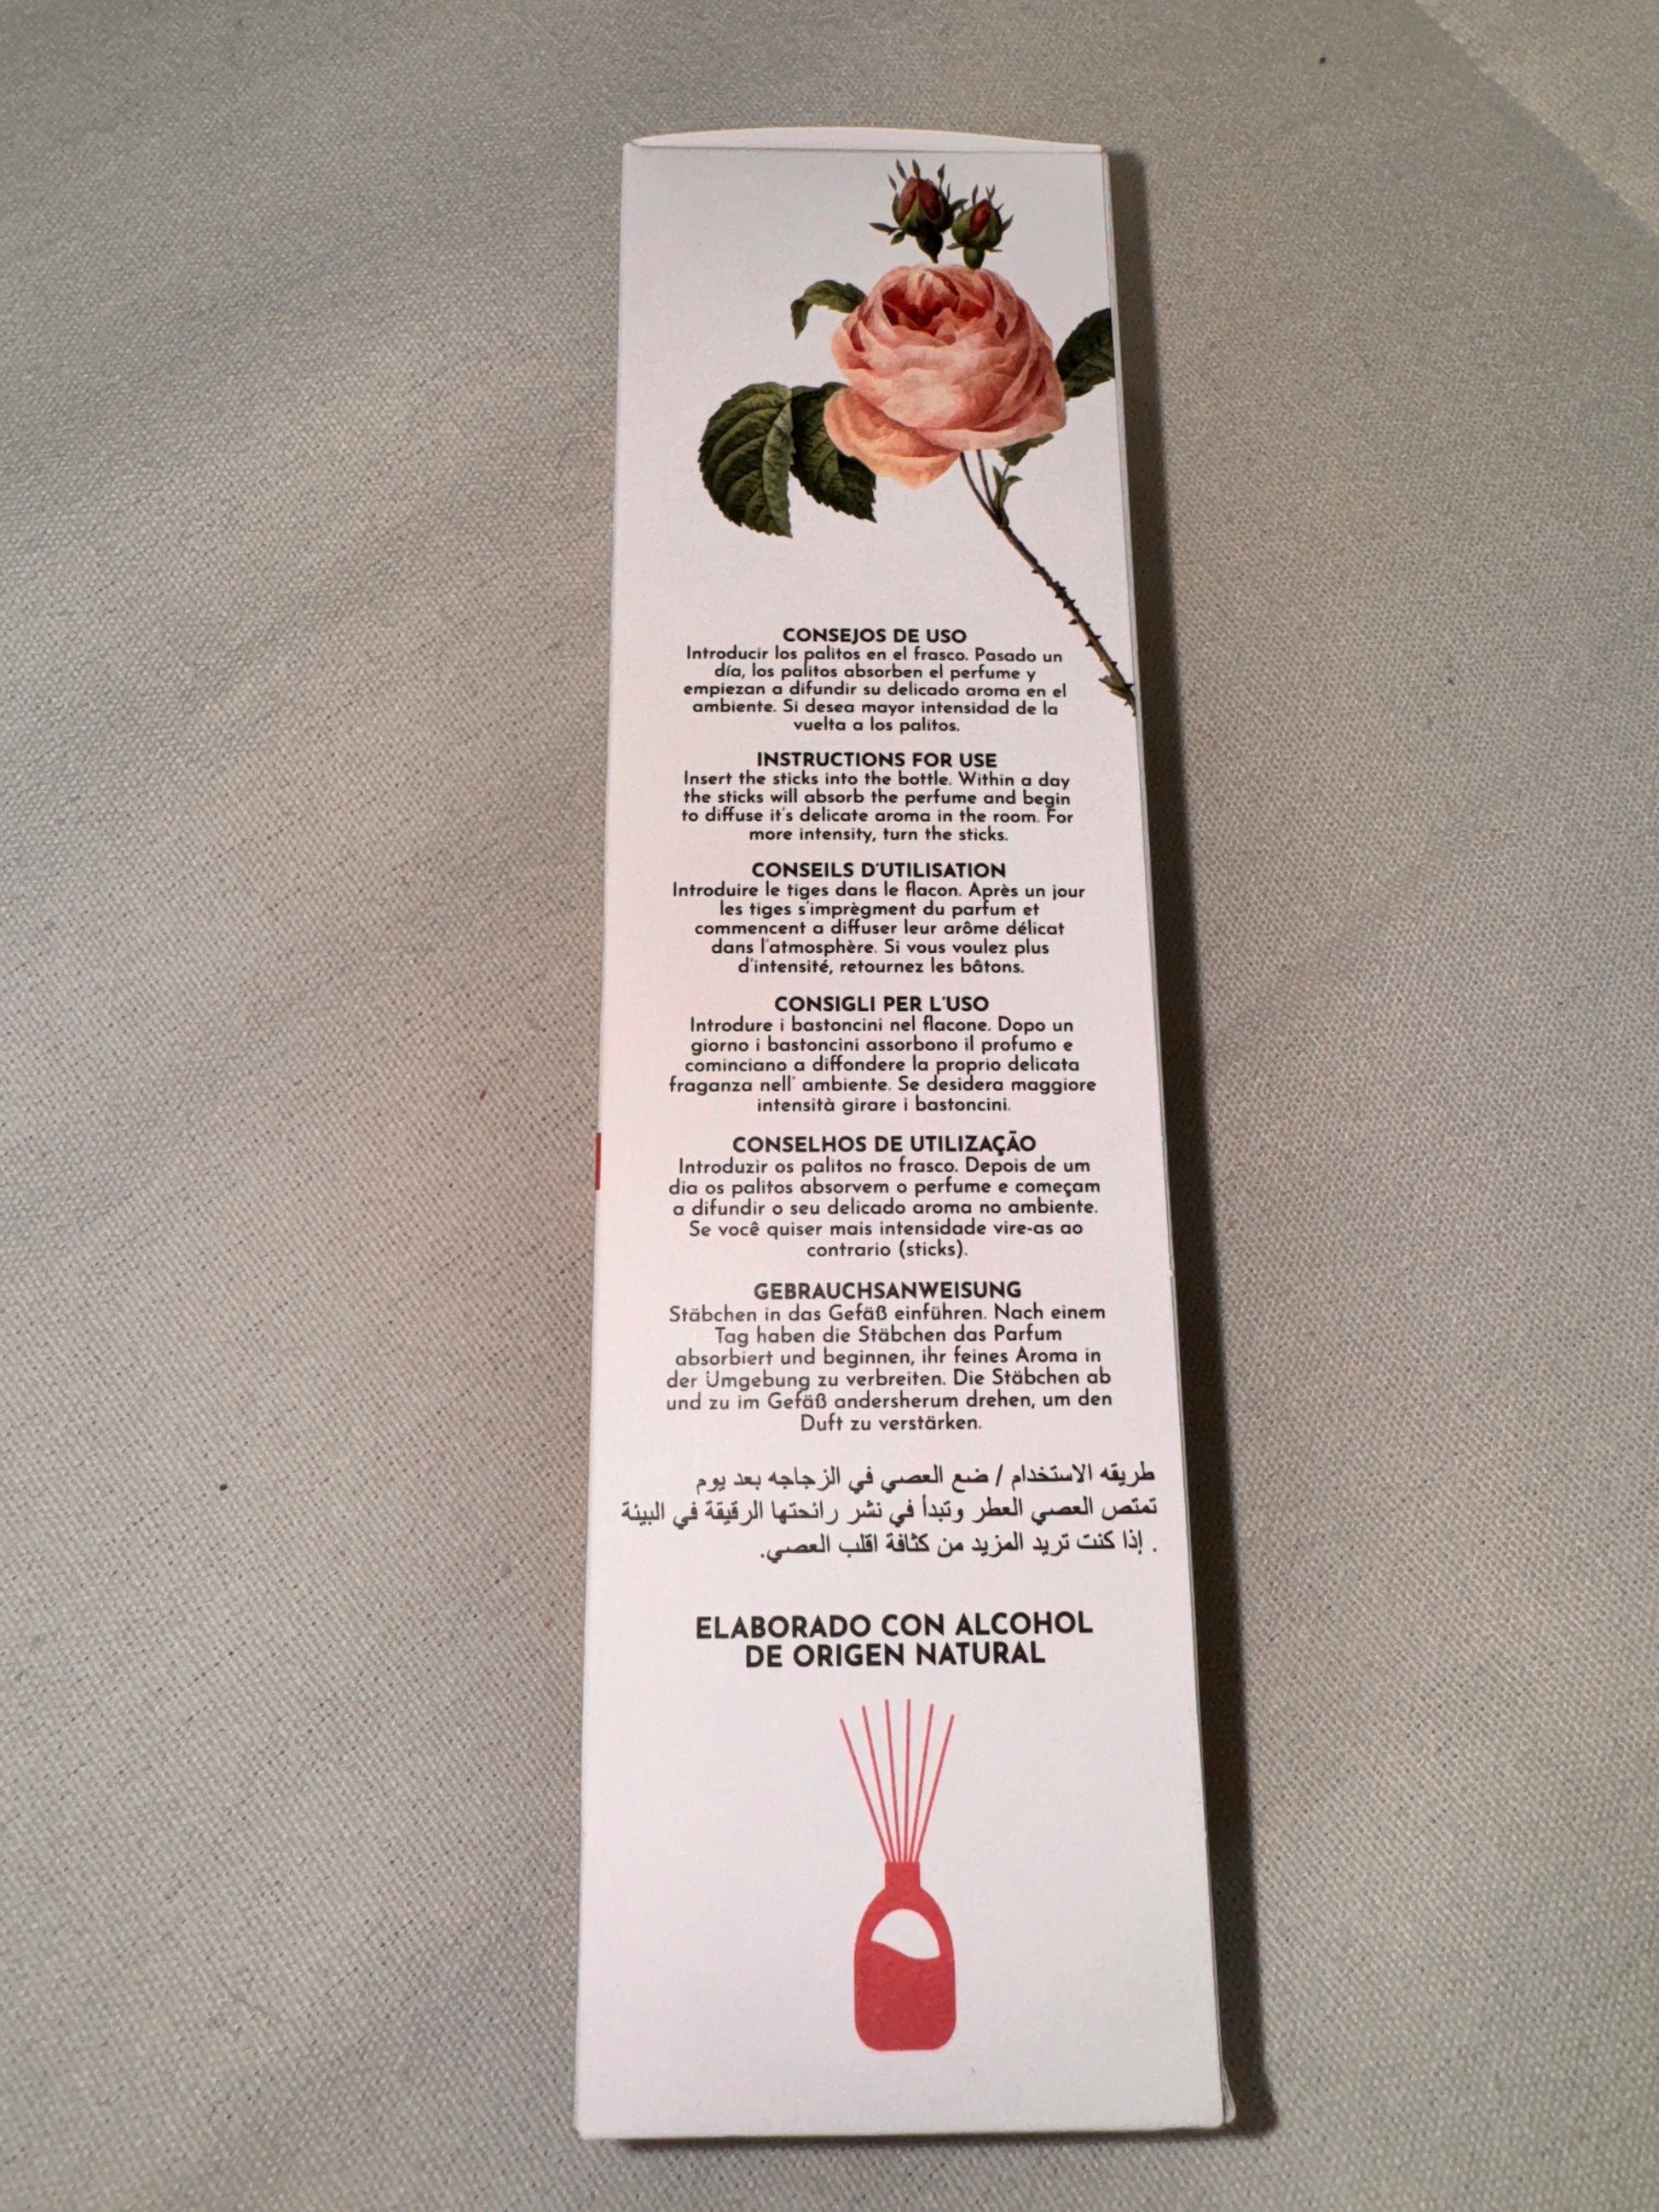 CONSEJOS DE USO
Introducir los palitos en el frasco. Pasado un
día, los palitos absorben el perfume y
empiezan a difundir su delicado aroma en el
ambiente. Si desea mayor intensidad de la
vuelta a los palitos.
INSTRUCTIONS FOR USE
Insert the sticks into the bottle. Within a day
the sticks will absorb the perfume and begin
to diffuse it's delicate aroma in the room. For
more intensity, turn the sticks.
CONSEILS D'UTILISATION
Introduire le tiges dans le flacon. Après un jour
les tiges s'imprègment du parfum et
commencent a diffuser leur arôme délicat
dans l'atmosphère. Si vous voulez plus
d'intensité, retournez les bâtons.
CONSIGLI PER L'USO
Introdure i bastoncini nel flacone. Dopo un
giorno i bastoncini assorbono il profumo e
cominciano a diffondere la proprio delicata
fraganza nell' ambiente. Se desidera maggiore
intensità girare i bastoncini.
CONSELHOS DE UTILIZAÇÃO
Introduzir os palitos no frasco. Depois de um
dia os palitos absorvem o perfume e começam
a difundir o seu delicado aroma no ambiente.
Se você quiser mais intensidade vire-as ao
contrario (sticks).
GEBRAUCHSANWEISUNG
Stäbchen in das Gefäß einführen. Nach einem
Tag haben die Stäbchen das Parfum
absorbiert und beginnen, ihr feines Aroma in
der Umgebung zu verbreiten. Die Stäbchen ab
und zu im Gefäß andersherum drehen, um den
Duft zu verstärken.
طريقه الاستخدام / ضع العصي في الزجاجه بعد يوم
تمتص العصي العطر وتبدأ في نشر رائحتها الرقيقة في البيئة
. إذا كنت تريد المزيد من كثافة اقلب العصي.
ELABORADO CON ALCOHOL
DE ORIGEN NATURAL